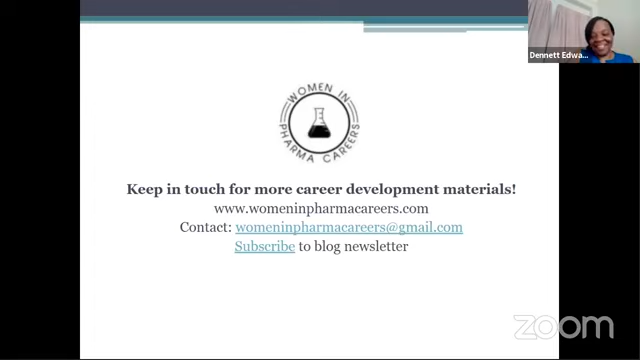 Dennett Edwa...
WOMEN IN
PHARMA CAREERS
Keep in touch for more career development materials!
www.womeninpharmacareers.com
Contact: womeninpharmacareers@gmail.com
Subscribe to blog newsletter
zoom